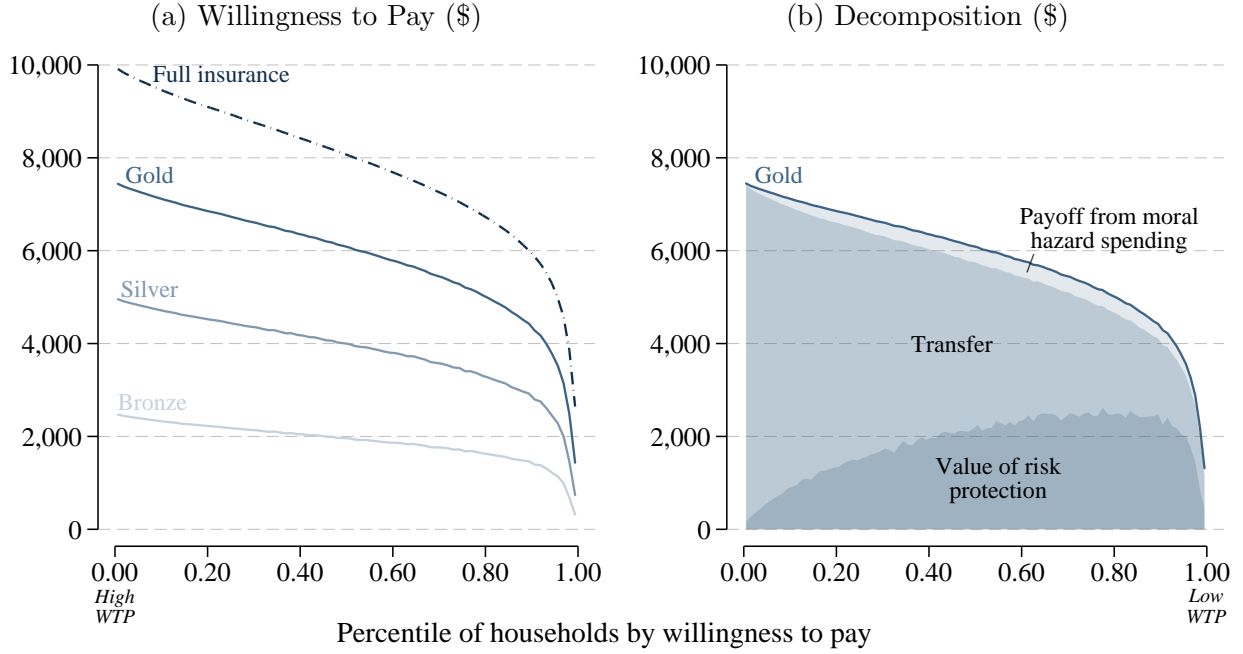 (a) Willingness to Pay ($)
10,000
8,000
6,000
4,000
2,000
0
Full insurance
Gold
Silver
Bronze
0.00
0.20
0.40
0.60
0.80
1.00
High
WTP
(b) Decomposition ($)
10,000
8,000
6,000
4,000
2,000
0
Gold
Payoff from moral
hazard spending
Transfer
Value of risk
protection
0.00
0.20
0.40
0.60
0.80
1.00
Low
WTP
Percentile of households by willingness to pay